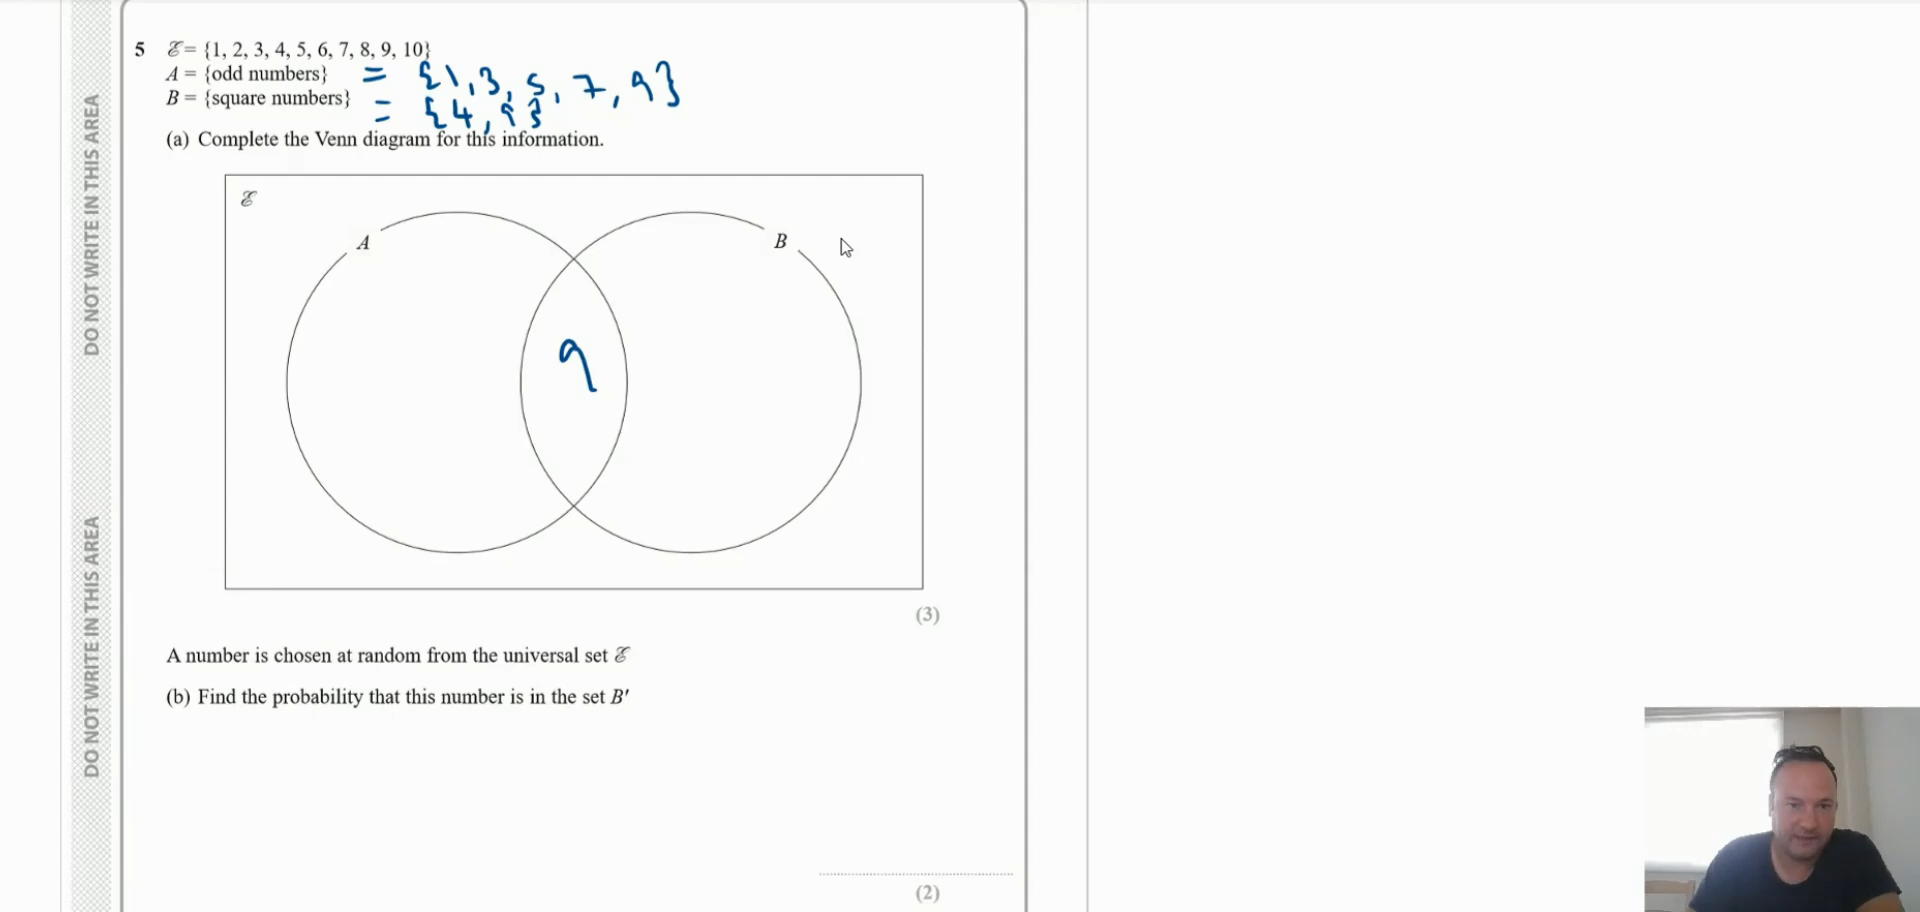 5 ℰ = {1, 2, 3, 4, 5, 6, 7, 8, 9, 10}
A = {odd numbers} = {1, 3, 5, 7, 9}
B = {square numbers} = {4, 9}
(a) Complete the Venn diagram for this information.
ℰ
A
B
9
(3)
A number is chosen at random from the universal set ℰ
(b) Find the probability that this number is in the set B′
(2)
DO NOT WRITE IN THIS AREA
DO NOT WRITE IN THIS AREA